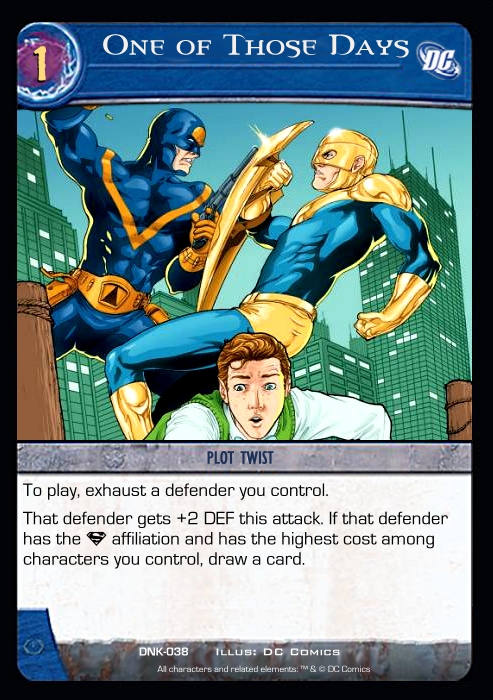 1
One of Those Days
DC
PLOT TWIST
To play, exhaust a defender you control.
That defender gets +2 DEF this attack. If that defender
has the affiliation and has the highest cost among
characters you control, draw a card.
DNK-038 Illus: DC Comics
All characters and related elements: ™ & © DC Comics